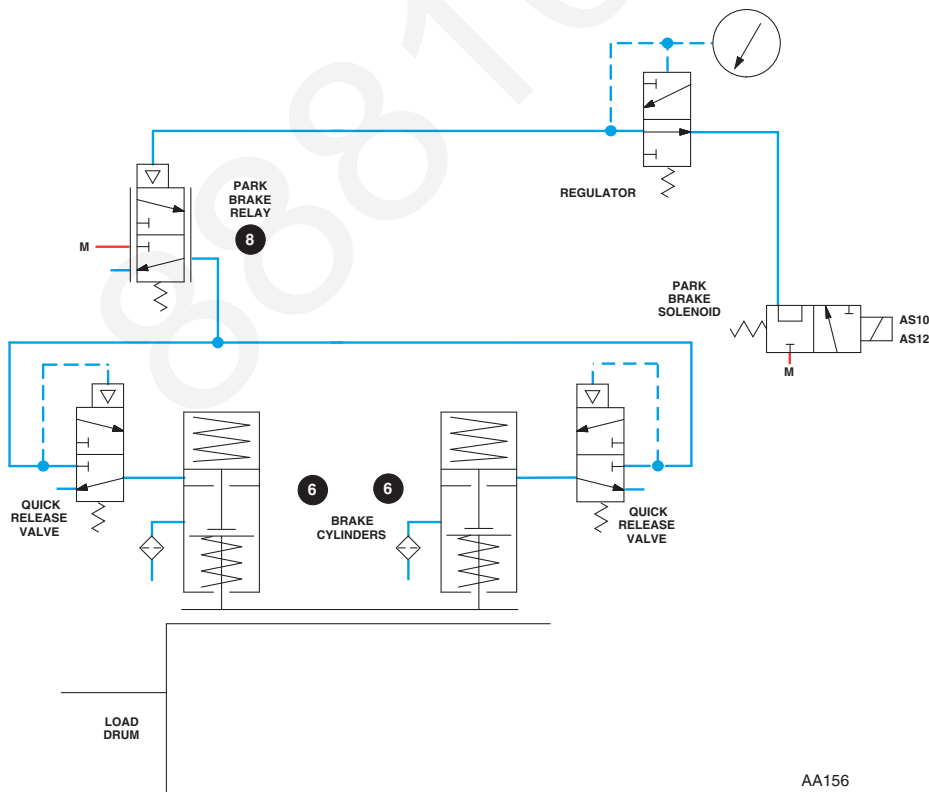 PARK
BRAKE
RELAY
8
M
REGULATOR
PARK
BRAKE
SOLENOID
AS10
AS12
M
QUICK
RELEASE
VALVE
6
6
BRAKE
CYLINDERS
QUICK
RELEASE
VALVE
LOAD
DRUM
AA156